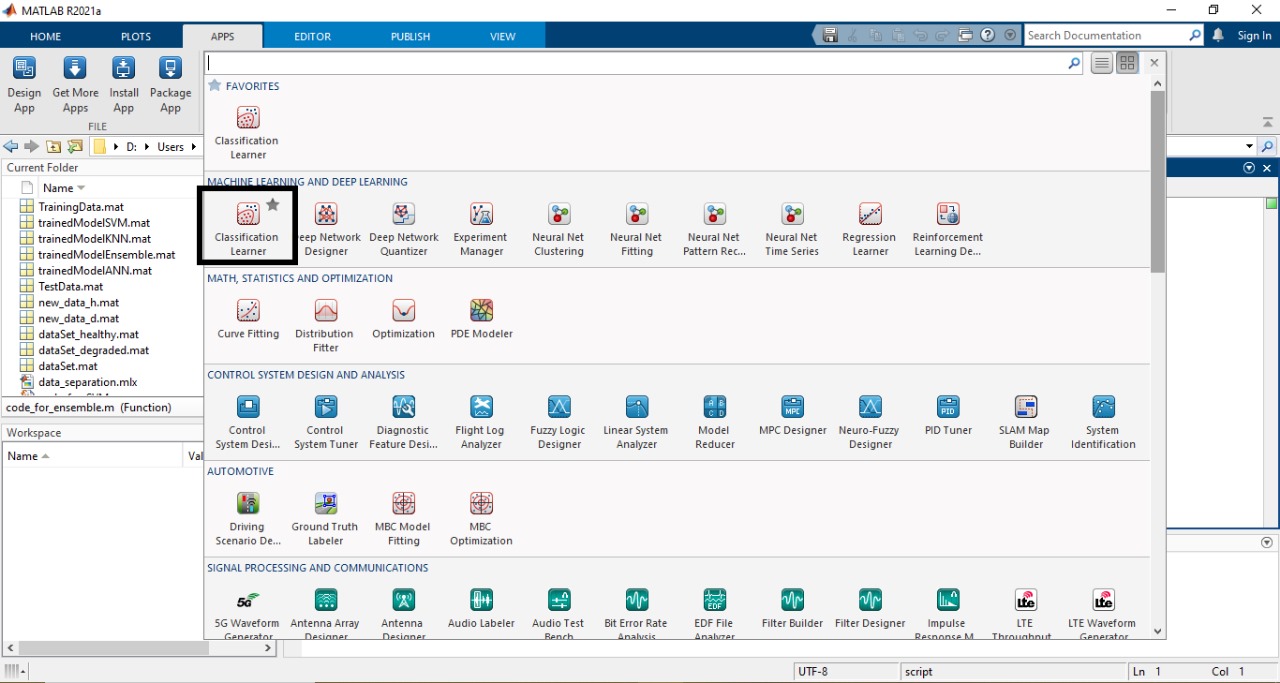 MATLAB R2021a
HOME PLOTS APPS EDITOR PUBLISH VIEW
Search Documentation
Sign In
Design App
Get More Apps
Install App
Package App
FILE
D: Users
Current Folder
Name
TrainingData.mat
trainedModelSVM.mat
trainedModelKNN.mat
trainedModelEnsemble.mat
trainedModelANN.mat
TestData.mat
new_data_h.mat
new_data_d.mat
dataSet_healthy.mat
dataSet_degraded.mat
dataSet.mat
data_separation.mlx
code_for_ensemble.m (Function)
Workspace
Name Val
FAVORITES
Classification Learner
MACHINE LEARNING AND DEEP LEARNING
Classification Learner
Deep Network Designer
Deep Network Quantizer
Experiment Manager
Neural Net Clustering
Neural Net Fitting
Neural Net Pattern Rec...
Neural Net Time Series
Regression Learner
Reinforcement Learning De...
MATH, STATISTICS AND OPTIMIZATION
Curve Fitting
Distribution Fitter
Optimization
PDE Modeler
CONTROL SYSTEM DESIGN AND ANALYSIS
Control System Desi...
Control System Tuner
Diagnostic Feature Desi...
Flight Log Analyzer
Fuzzy Logic Designer
Linear System Analyzer
Model Reducer
MPC Designer
Neuro-Fuzzy Designer
PID Tuner
SLAM Map Builder
System Identification
AUTOMOTIVE
Driving Scenario De...
Ground Truth Labeler
MBC Model Fitting
MBC Optimization
SIGNAL PROCESSING AND COMMUNICATIONS
5G Waveform Generator
Antenna Array Designer
Antenna Designer
Audio Labeler
Audio Test Bench
Bit Error Rate Analysis
EDF File Analyzer
Filter Builder
Filter Designer
Impulse Response M
LTE Throughput
LTE Waveform Generator
UTF-8
script
Ln 1 Col 1